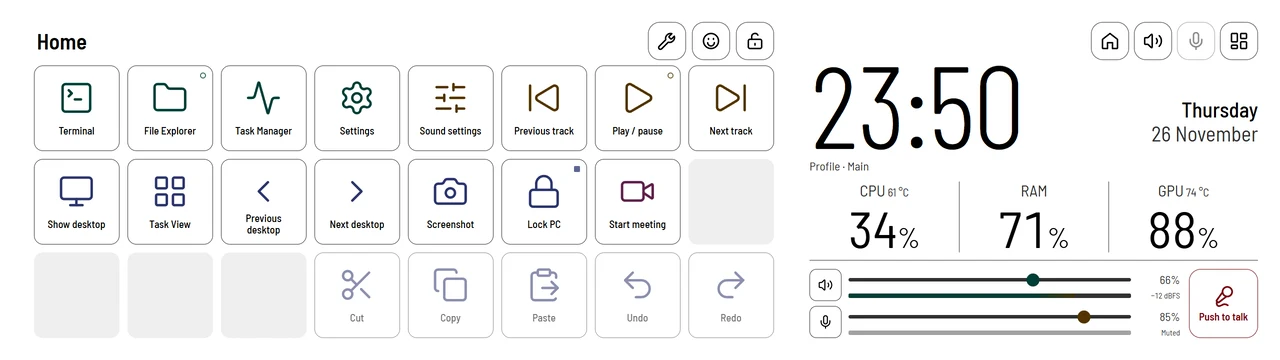 Home
Terminal
File Explorer
Task Manager
Settings
Sound settings
Previous track
Play / pause
Next track
Show desktop
Task View
Previous
desktop
Next desktop
Screenshot
Lock PC
Start meeting
Cut
Copy
Paste
Undo
Redo
23:50
Thursday
26 November
Profile · Main
CPU 61 °C
34%
RAM
71%
GPU 74 °C
88%
66%
-12 dBFS
85%
Muted
Push to talk